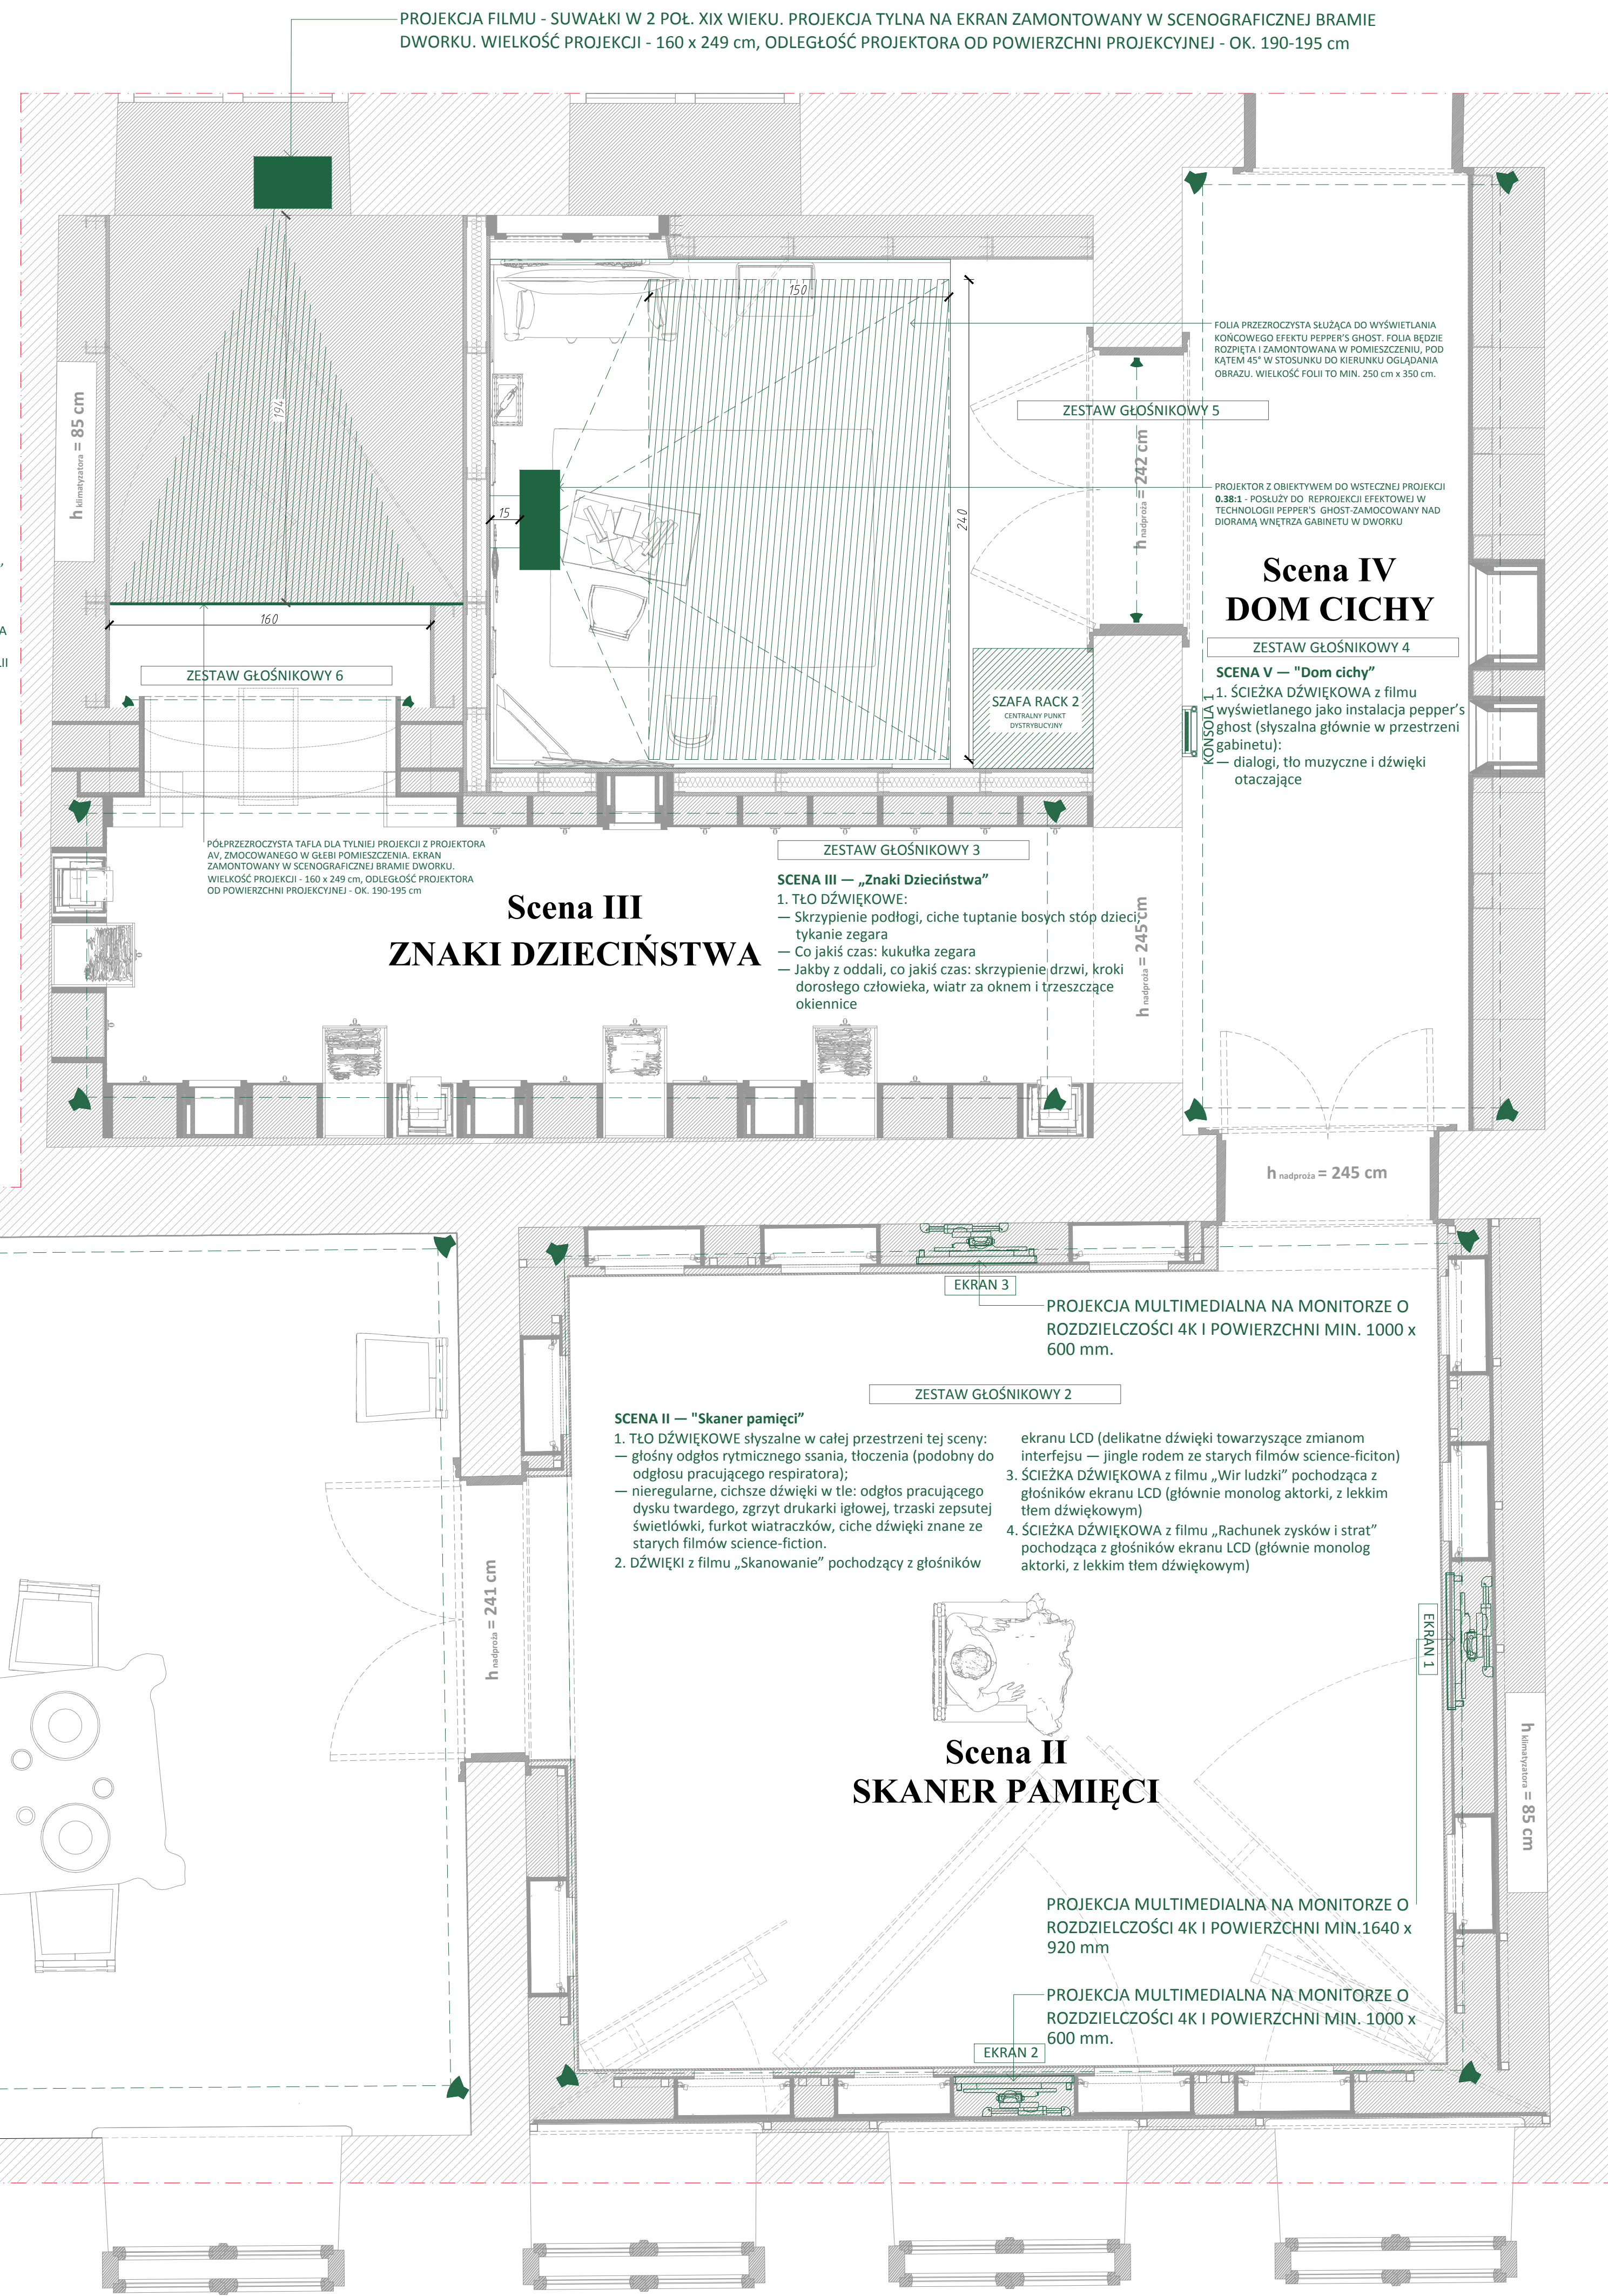 PROJEKCJA FILMU - SUWAŁKI W 2 POŁ. XIX WIEKU. PROJEKCJA TYLNA NA EKRAN ZAMONTOWANY W SCENOGRAFICZNEJ BRAMIE
DWORKU. WIELKOŚĆ PROJEKCJI - 160 x 249 cm, ODLEGŁOŚĆ PROJEKTORA OD POWIERZCHNI PROJEKCYJNEJ - OK. 190-195 cm
150
FOLIA PRZEZROCZYSTA SŁUŻĄCA DO WYŚWIETLANIA
KOŃCOWEGO EFEKTU PEPPER'S GHOST. FOLIA BĘDZIE
ROZPIĘTA I ZAMONTOWANA W POMIESZCZENIU, POD
KĄTEM 45° W STOSUNKU DO KIERUNKU OGLĄDANIA
OBRAZU. WIELKOŚĆ FOLII TO MIN. 250 cm x 350 cm.
194
h klimatyzatora = 85 cm
ZESTAW GŁOŚNIKOWY 5
h nadproża = 242 cm
15
240
PROJEKTOR Z OBIEKTYWEM DO WSTECZNEJ PROJEKCJI
0.38:1 - POSŁUŻY DO REPROJEKCJI EFEKTOWEJ W
TECHNOLOGII PEPPER'S GHOST-ZAMOCOWANY NAD
DIORAMĄ WNĘTRZA GABINETU W DWORKU
Scena IV
DOM CICHY
160
A
LII
ZESTAW GŁOŚNIKOWY 6
ZESTAW GŁOŚNIKOWY 4
SZAFA RACK 2
CENTRALNY PUNKT
DYSTRYBUCYJNY
KONSOLA 1
SCENA V — "Dom cichy”
1. ŚCIEŻKA DŹWIĘKOWA z filmu
wyświetlanego jako instalacja pepper’s
ghost (słyszalna głównie w przestrzeni
gabinetu):
— dialogi, tło muzyczne i dźwięki
otaczające
PÓŁPRZEZROCZYSTA TAFLA DLA TYLNIEJ PROJEKCJI Z PROJEKTORA
AV, ZMOCOWANEGO W GŁEBI POMIESZCZENIA. EKRAN
ZAMONTOWANY W SCENOGRAFICZNEJ BRAMIE DWORKU.
WIELKOŚĆ PROJEKCJI - 160 x 249 cm, ODLEGŁOŚĆ PROJEKTORA
OD POWIERZCHNI PROJEKCYJNEJ - OK. 190-195 cm
Scena III
ZNAKI DZIECIŃSTWA
ZESTAW GŁOŚNIKOWY 3
SCENA III — „Znaki Dzieciństwa”
1. TŁO DŹWIĘKOWE:
— Skrzypienie podłogi, ciche tuptanie bosych stóp dzieci,
tykanie zegara
— Co jakiś czas: kukułka zegara
— Jakby z oddali, co jakiś czas: skrzypienie drzwi, kroki
dorosłego człowieka, wiatr za oknem i trzeszczące
okiennice
h nadproża = 245 cm
h nadproża = 245 cm
EKRAN 3
PROJEKCJA MULTIMEDIALNA NA MONITORZE O
ROZDZIELCZOŚCI 4K I POWIERZCHNI MIN. 1000 x
600 mm.
ZESTAW GŁOŚNIKOWY 2
SCENA II — "Skaner pamięci”
1. TŁO DŹWIĘKOWE słyszalne w całej przestrzeni tej sceny:
— głośny odgłos rytmicznego ssania, tłoczenia (podobny do
odgłosu pracującego respiratora);
— nieregularne, cichsze dźwięki w tle: odgłos pracującego
dysku twardego, zgrzyt drukarki igłowej, trzaski zepsutej
świetlówki, furkot wiatraczków, ciche dźwięki znane ze
starych filmów science-fiction.
2. DŹWIĘKI z filmu „Skanowanie” pochodzący z głośników
ekranu LCD (delikatne dźwięki towarzyszące zmianom
interfejsu — jingle rodem ze starych filmów science-ficiton)
3. ŚCIEŻKA DŹWIĘKOWA z filmu „Wir ludzki” pochodząca z
głośników ekranu LCD (głównie monolog aktorki, z lekkim
tłem dźwiękowym)
4. ŚCIEŻKA DŹWIĘKOWA z filmu „Rachunek zysków i strat”
pochodząca z głośników ekranu LCD (głównie monolog
aktorki, z lekkim tłem dźwiękowym)
h nadproża = 241 cm
EKRAN 1
Scena II
SKANER PAMIĘCI
h klimatyzatora = 85 cm
PROJEKCJA MULTIMEDIALNA NA MONITORZE O
ROZDZIELCZOŚCI 4K I POWIERZCHNI MIN.1640 x
920 mm
PROJEKCJA MULTIMEDIALNA NA MONITORZE O
ROZDZIELCZOŚCI 4K I POWIERZCHNI MIN. 1000 x
600 mm.
EKRAN 2